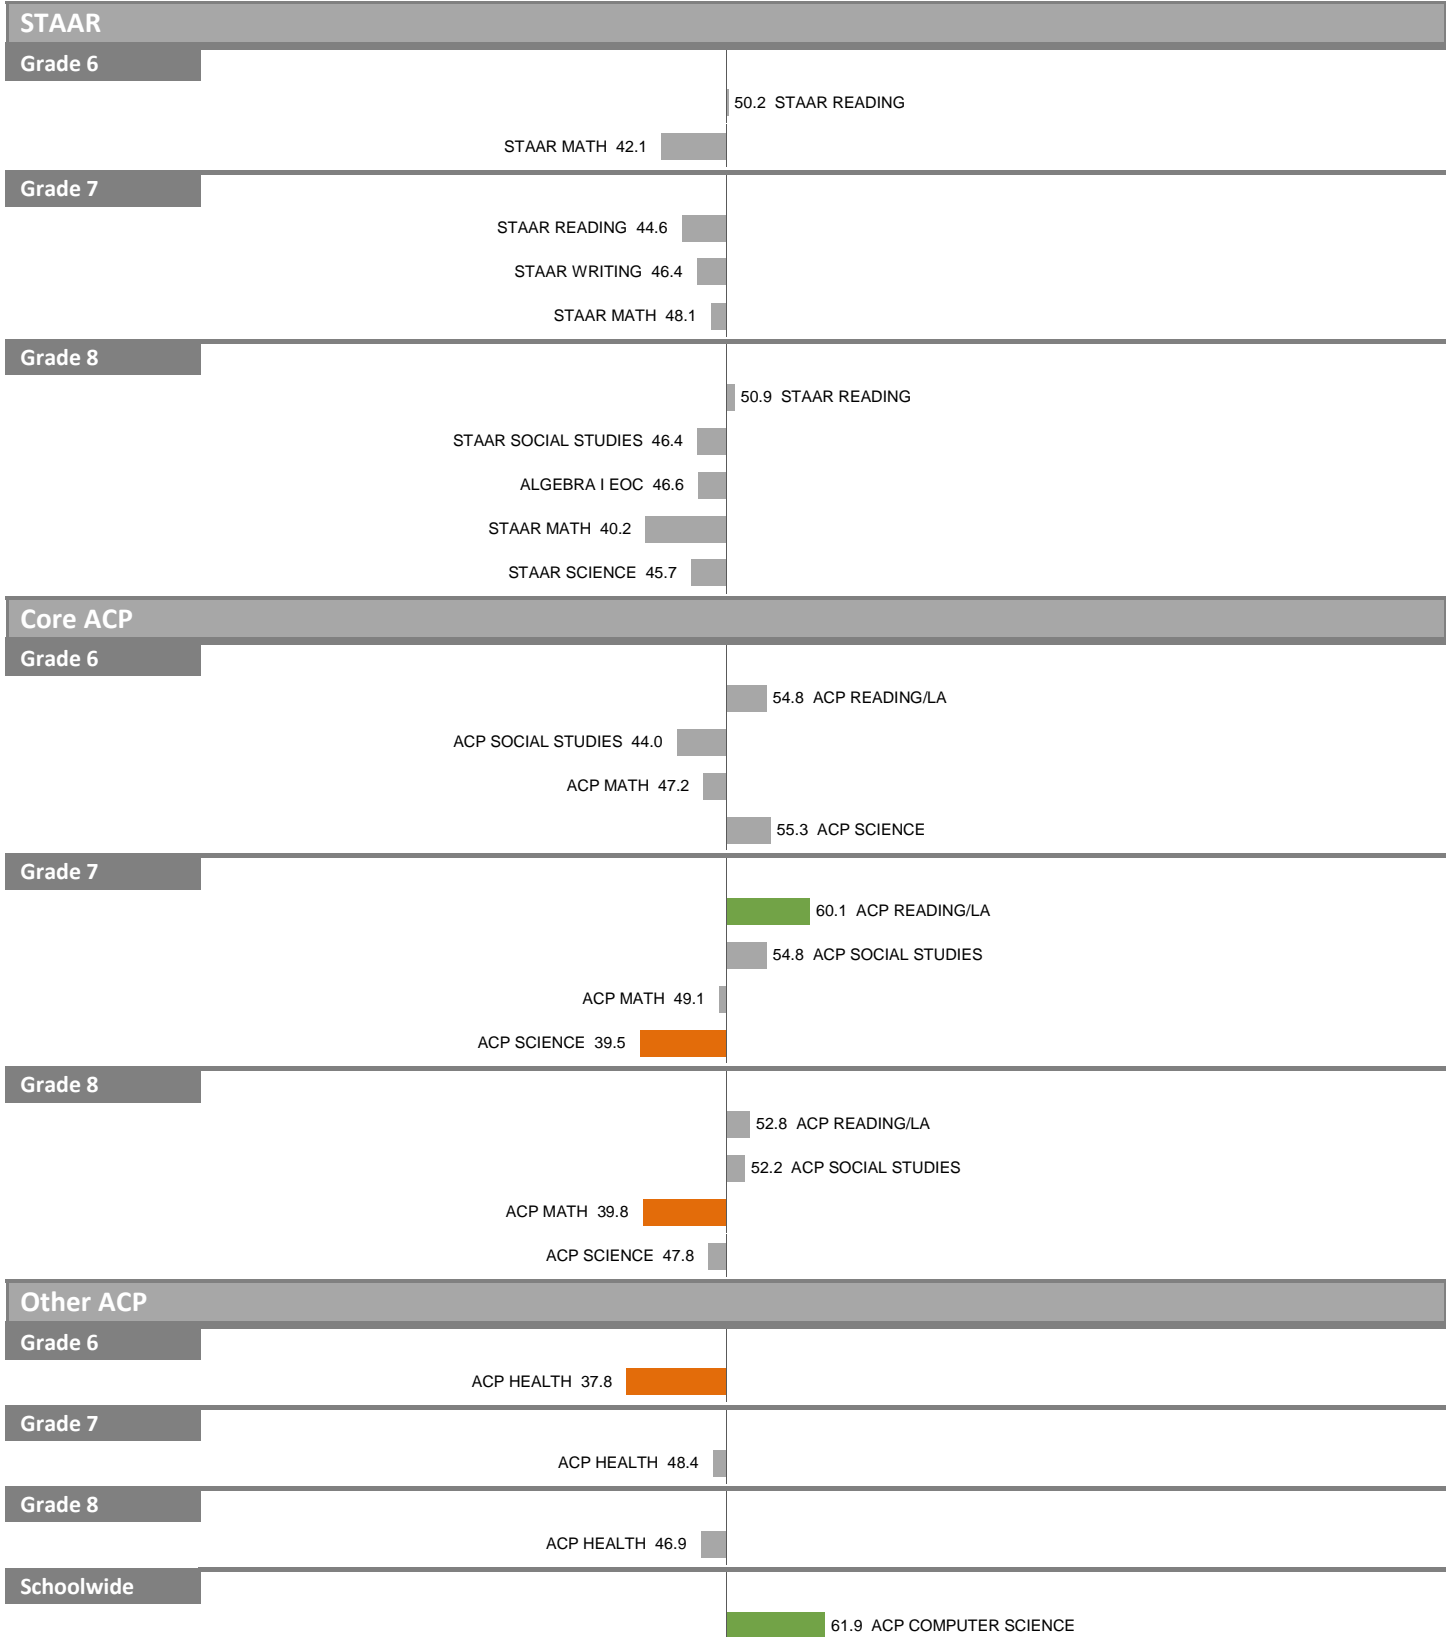 STAAR
Grade 6
50.2 STAAR READING
STAAR MATH 42.1
Grade 7
STAAR READING 44.6
STAAR WRITING 46.4
STAAR MATH 48.1
Grade 8
50.9 STAAR READING
STAAR SOCIAL STUDIES 46.4
ALGEBRA I EOC 46.6
STAAR MATH 40.2
STAAR SCIENCE 45.7
Core ACP
Grade 6
54.8 ACP READING/LA
ACP SOCIAL STUDIES 44.0
ACP MATH 47.2
55.3 ACP SCIENCE
Grade 7
60.1 ACP READING/LA
54.8 ACP SOCIAL STUDIES
ACP MATH 49.1
ACP SCIENCE 39.5
Grade 8
52.8 ACP READING/LA
52.2 ACP SOCIAL STUDIES
ACP MATH 39.8
ACP SCIENCE 47.8
Other ACP
Grade 6
ACP HEALTH 37.8
Grade 7
ACP HEALTH 48.4
Grade 8
ACP HEALTH 46.9
Schoolwide
61.9 ACP COMPUTER SCIENCE